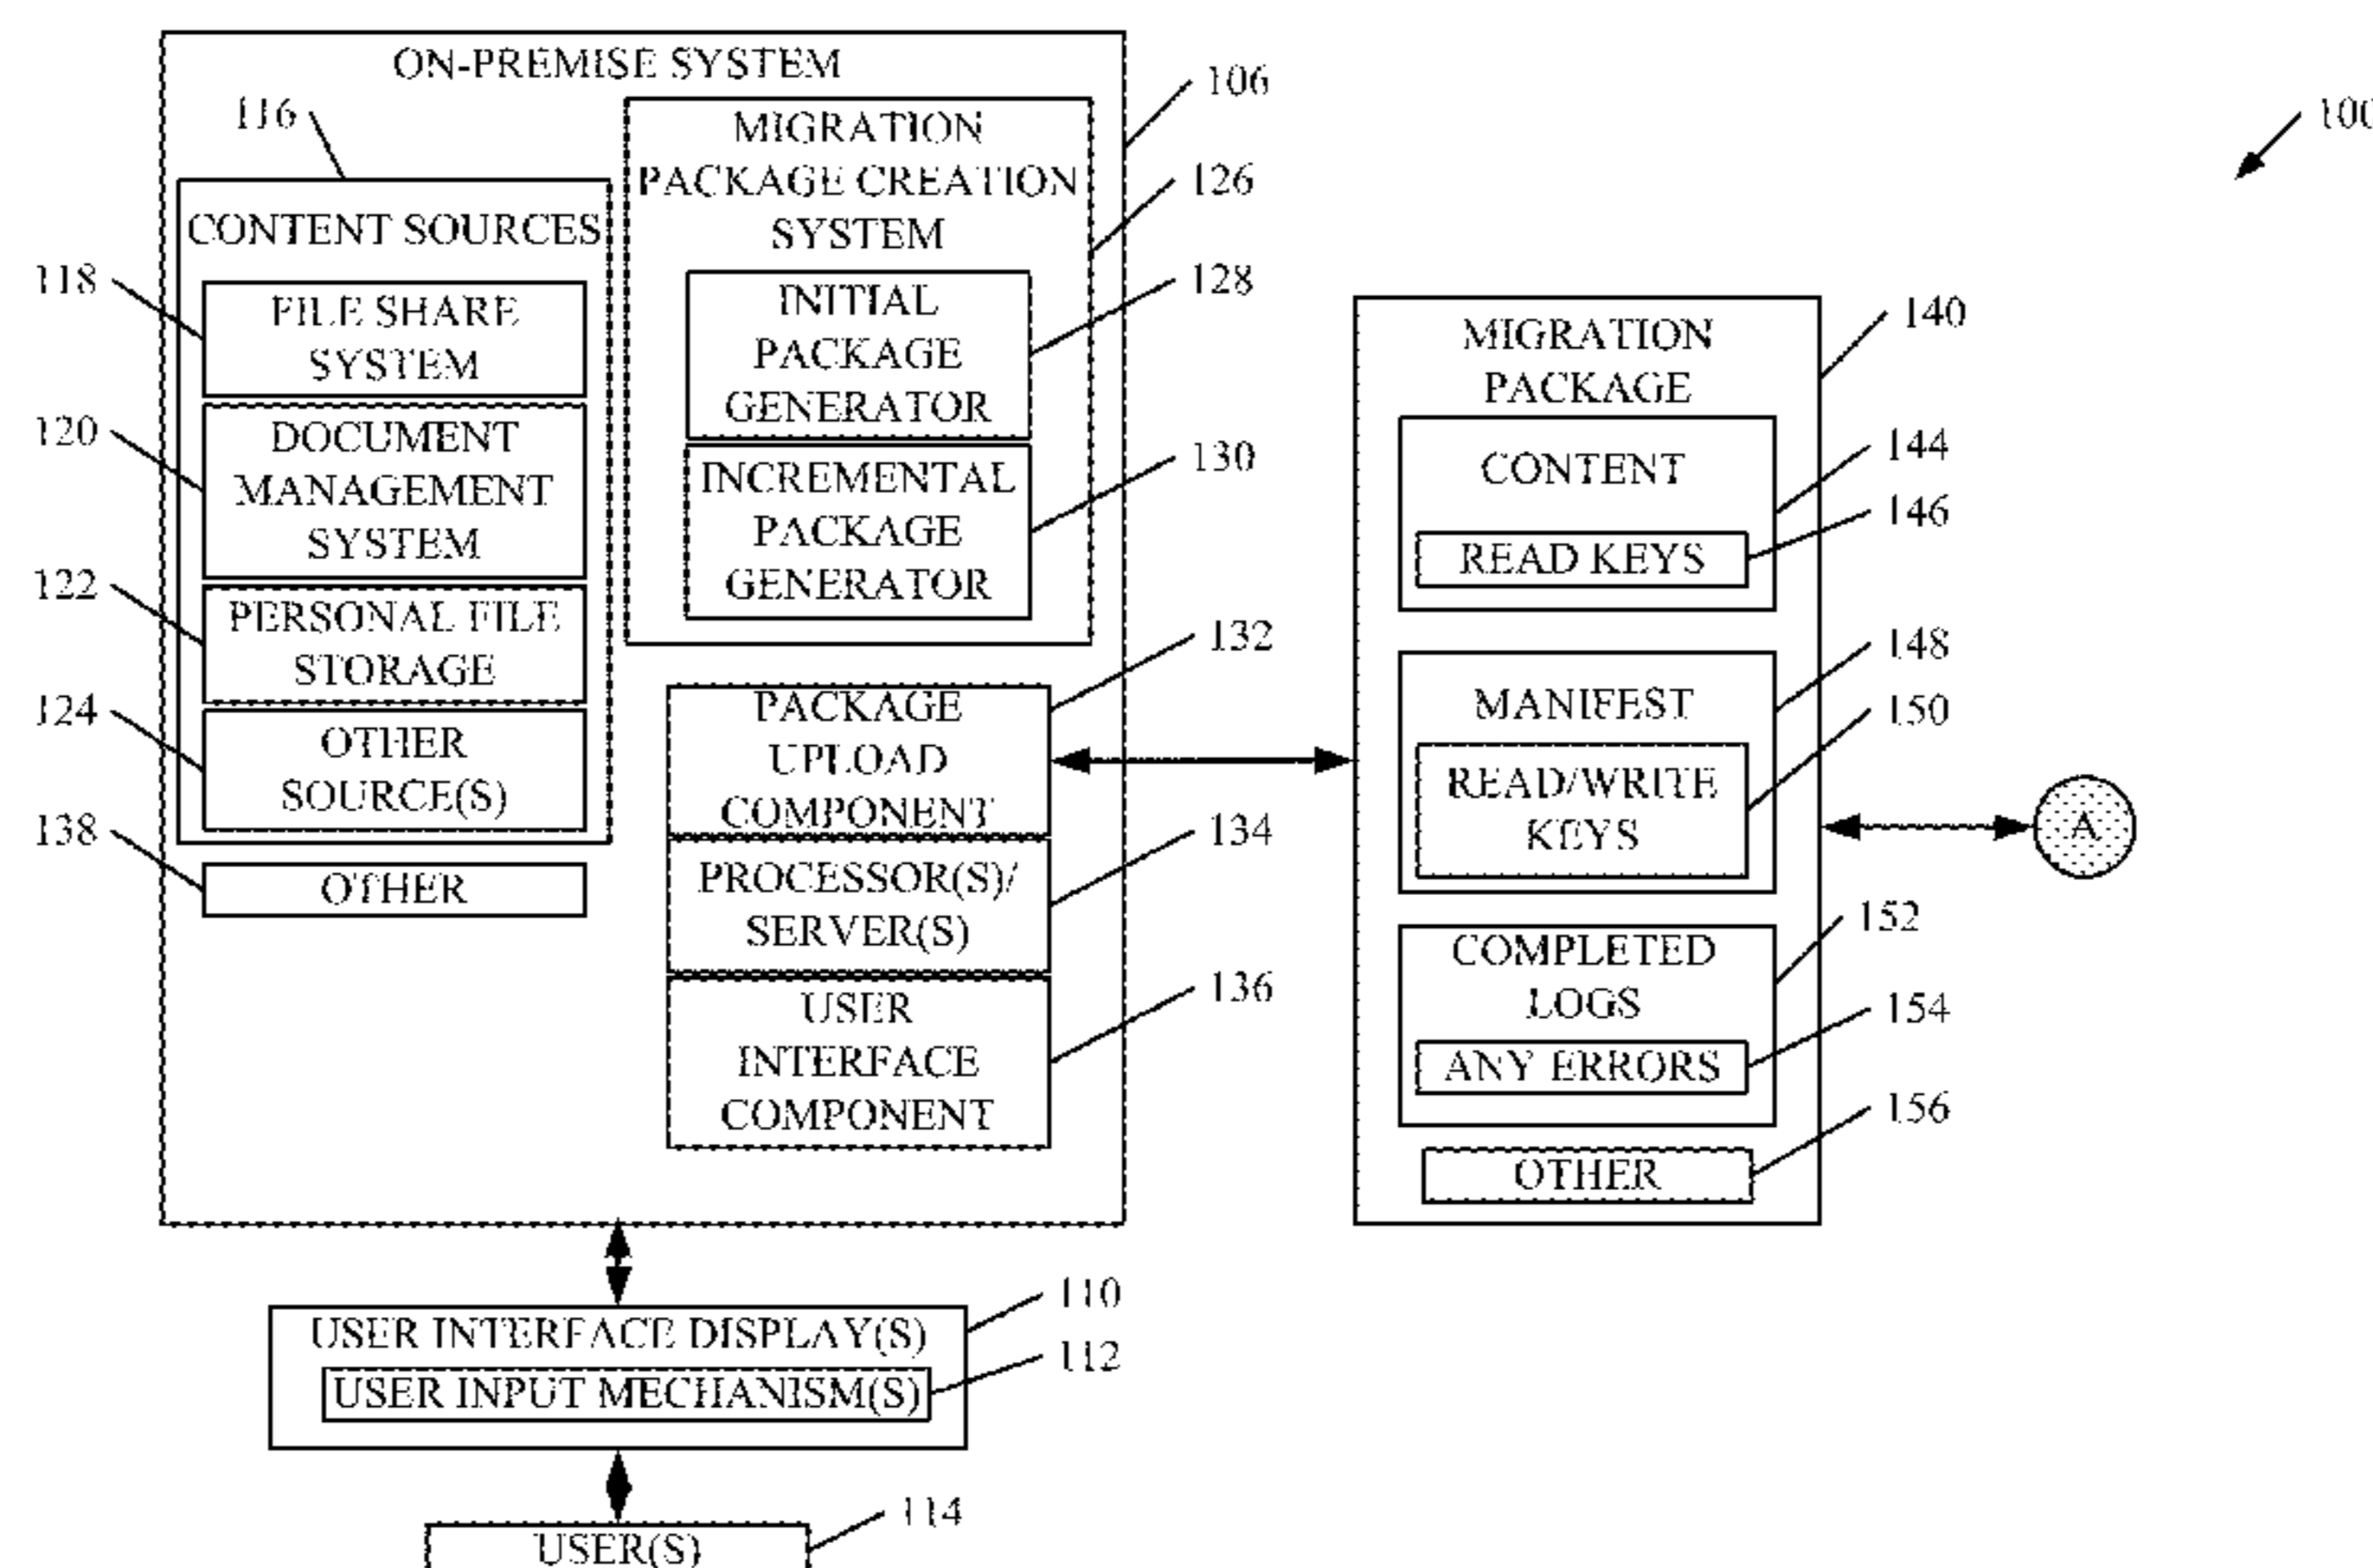 ON-PREMISE SYSTEM
106
100
116
MIGRATION
PACKAGE CREATION
SYSTEM
126
CONTENT SOURCES
118
FILE SHARE
SYSTEM
120
DOCUMENT
MANAGEMENT
SYSTEM
122
PERSONAL FILE
STORAGE
124
OTHER
SOURCE(S)
138
OTHER
INITIAL
PACKAGE
GENERATOR
128
INCREMENTAL
PACKAGE
GENERATOR
130
PACKAGE
UPLOAD
COMPONENT
132
PROCESSOR(S)/
SERVER(S)
134
USER
INTERFACE
COMPONENT
136
MIGRATION
PACKAGE
140
CONTENT
144
READ KEYS
146
MANIFEST
148
READ/WRITE
KEYS
150
COMPLETED
LOGS
152
ANY ERRORS
154
OTHER
156
A
USER INTERFACE DISPLAY(S)
110
USER INPUT MECHANISM(S)
112
USER(S)
114